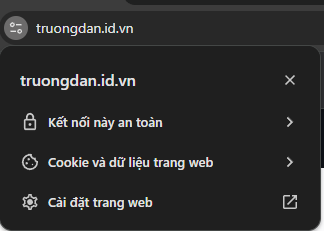 truongdan.id.vn
truongdan.id.vn
Kết nối này an toàn
Cookie và dữ liệu trang web
Cài đặt trang web